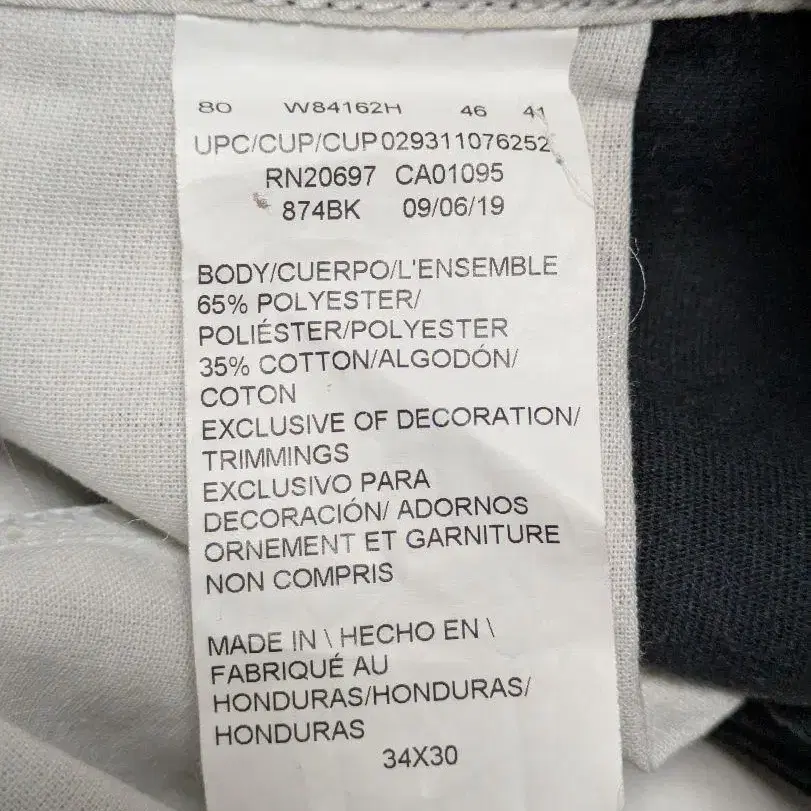 80 W84162H 46 41
UPC/CUP/CUP029311076252
RN20697 CA01095
874BK 09/06/19
BODY/CUERPO/L'ENSEMBLE
65% POLYESTER/
POLIÉSTER/POLYESTER
35% COTTON/ALGODÓN/
COTON
EXCLUSIVE OF DECORATION/
TRIMMINGS
EXCLUSIVO PARA
DECORACIÓN/ ADORNOS
ORNEMENT ET GARNITURE
NON COMPRIS
MADE IN \ HECHO EN \
FABRIQUÉ AU
HONDURAS/HONDURAS/
HONDURAS
34X30